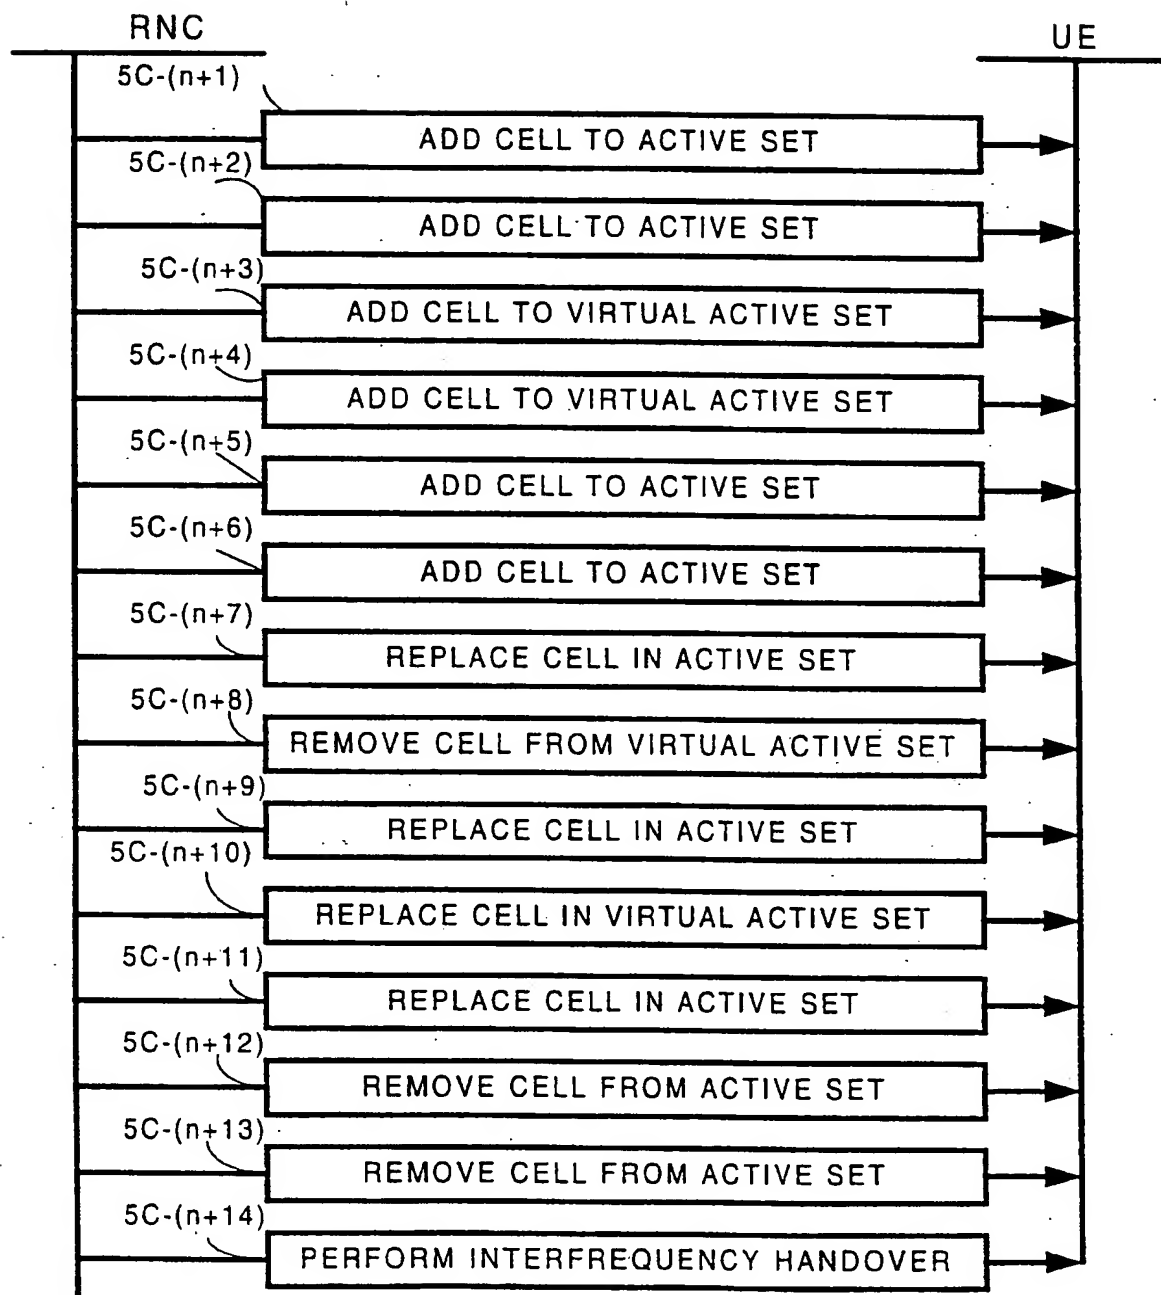 RNC
UE
5C-(n+1)
ADD CELL TO ACTIVE SET
5C-(n+2)
ADD CELL TO ACTIVE SET
5C-(n+3)
ADD CELL TO VIRTUAL ACTIVE SET
5C-(n+4)
ADD CELL TO VIRTUAL ACTIVE SET
5C-(n+5)
ADD CELL TO ACTIVE SET
5C-(n+6)
ADD CELL TO ACTIVE SET
5C-(n+7)
REPLACE CELL IN ACTIVE SET
5C-(n+8)
REMOVE CELL FROM VIRTUAL ACTIVE SET
5C-(n+9)
REPLACE CELL IN ACTIVE SET
5C-(n+10)
REPLACE CELL IN VIRTUAL ACTIVE SET
5C-(n+11)
REPLACE CELL IN ACTIVE SET
5C-(n+12)
REMOVE CELL FROM ACTIVE SET
5C-(n+13)
REMOVE CELL FROM ACTIVE SET
5C-(n+14)
PERFORM INTERFREQUENCY HANDOVER